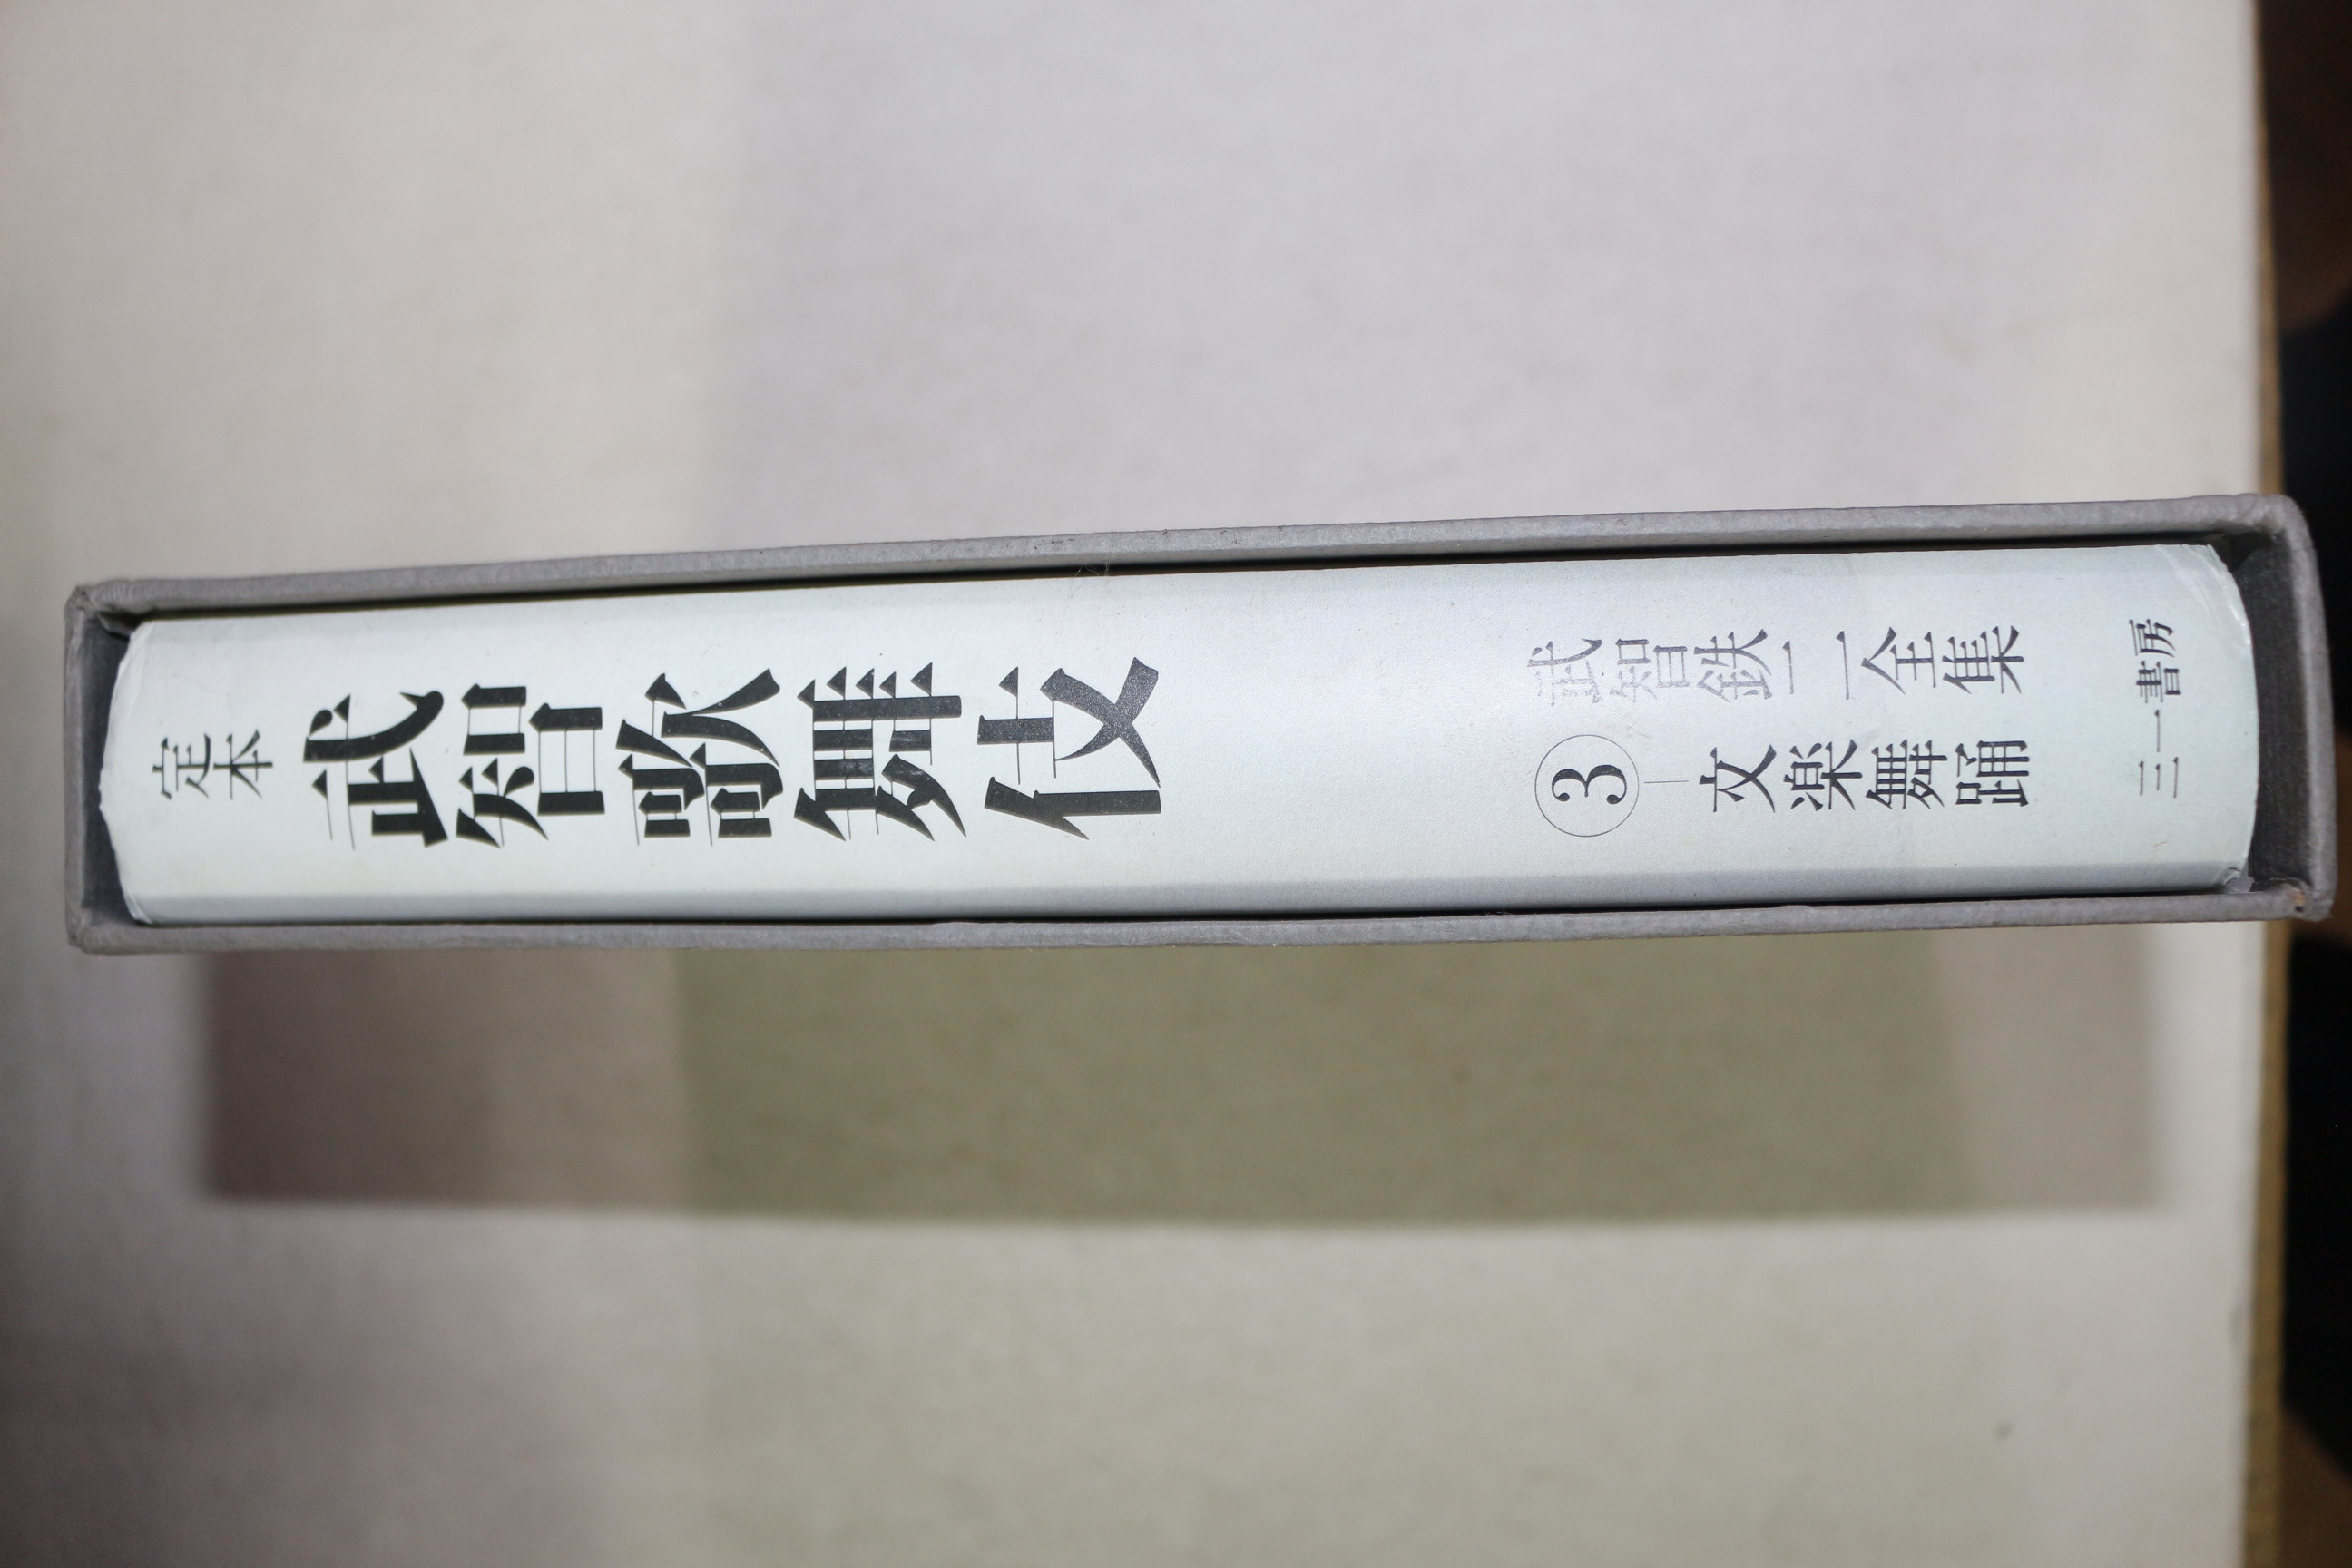 定本
武智歌舞伎
武智鉄二全集
③—文楽舞踊
三一書房